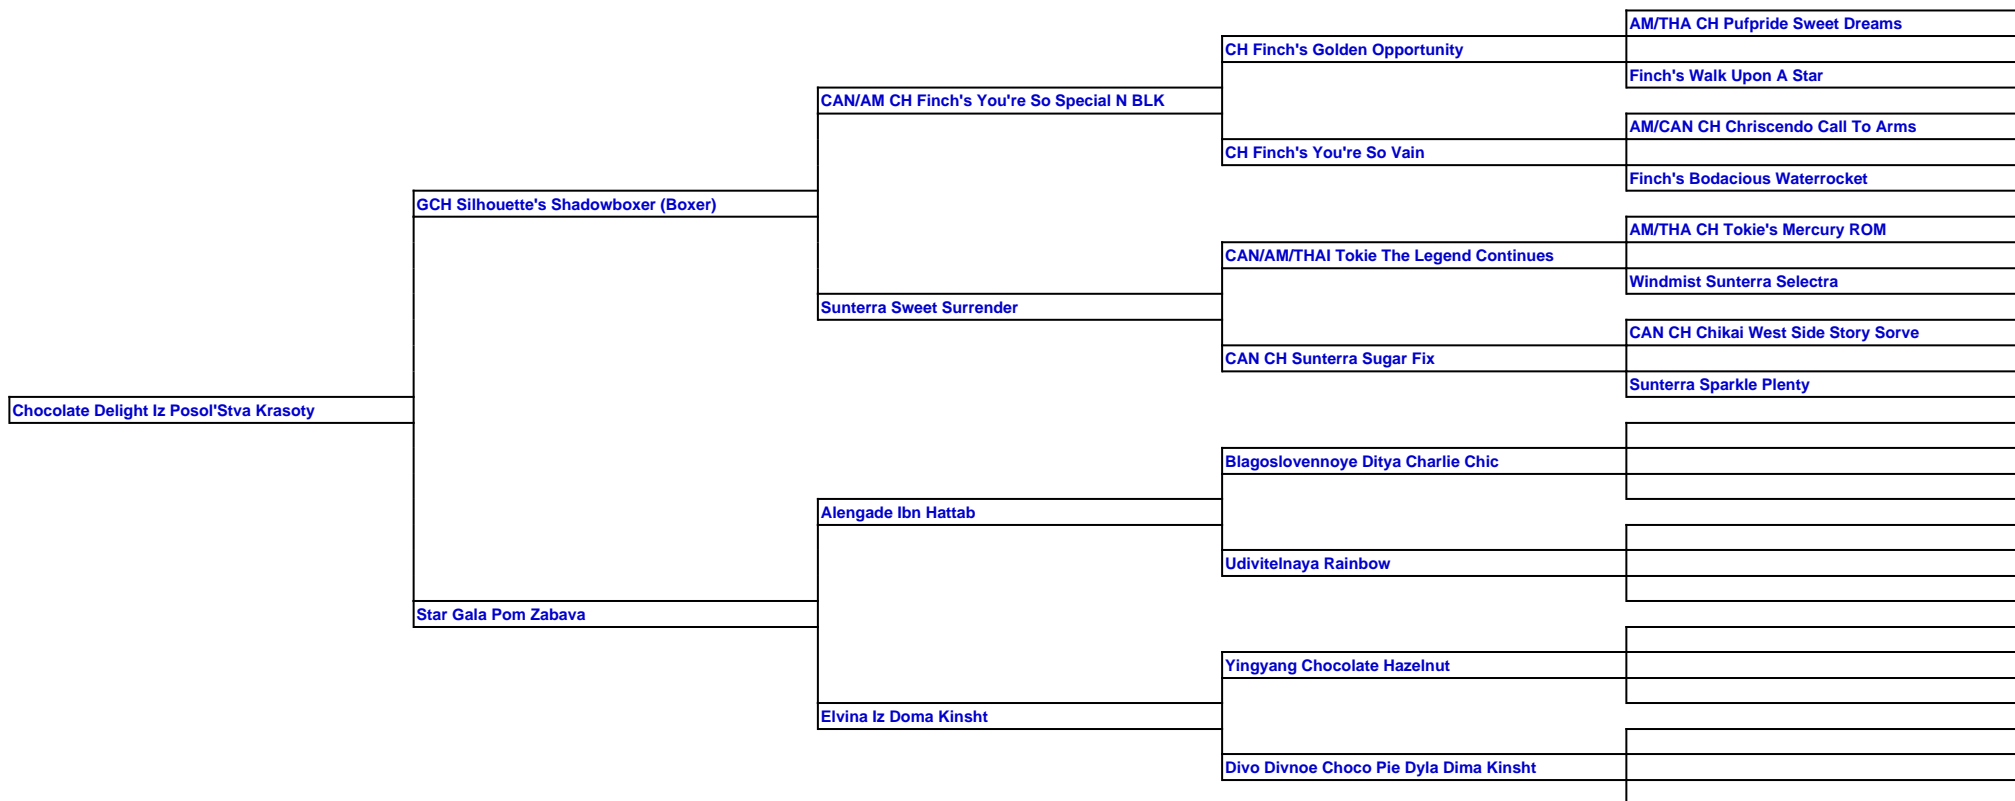 AM/THA CH Pufpride Sweet Dreams
CH Finch's Golden Opportunity
Finch's Walk Upon A Star
CAN/AM CH Finch's You're So Special N BLK
AM/CAN CH Chriscendo Call To Arms
CH Finch's You're So Vain
Finch's Bodacious Waterrocket
GCH Silhouette's Shadowboxer (Boxer)
AM/THA CH Tokie's Mercury ROM
CAN/AM/THAI Tokie The Legend Continues
Windmist Sunterra Selectra
Sunterra Sweet Surrender
CAN CH Chikai West Side Story Sorve
CAN CH Sunterra Sugar Fix
Sunterra Sparkle Plenty
Chocolate Delight Iz Posol'Stva Krasoty
Blagoslovennoye Ditya Charlie Chic
Alengade Ibn Hattab
Udivitelnaya Rainbow
Star Gala Pom Zabava
Yingyang Chocolate Hazelnut
Elvina Iz Doma Kinsht
Divo Divnoe Choco Pie Dyla Dima Kinsht